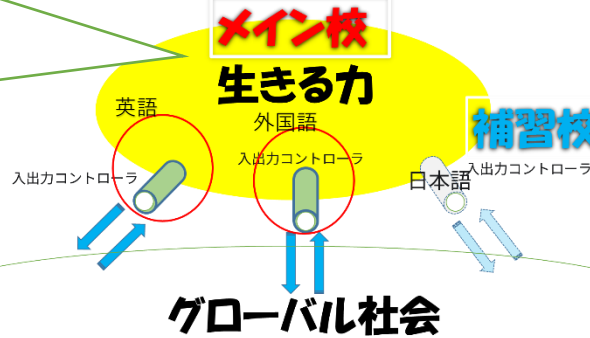 メイン校
生きる力
英語
外国語
補習校
入出力コントローラ
入出力コントローラ
入出力コントローラ
日本語
グローバル社会